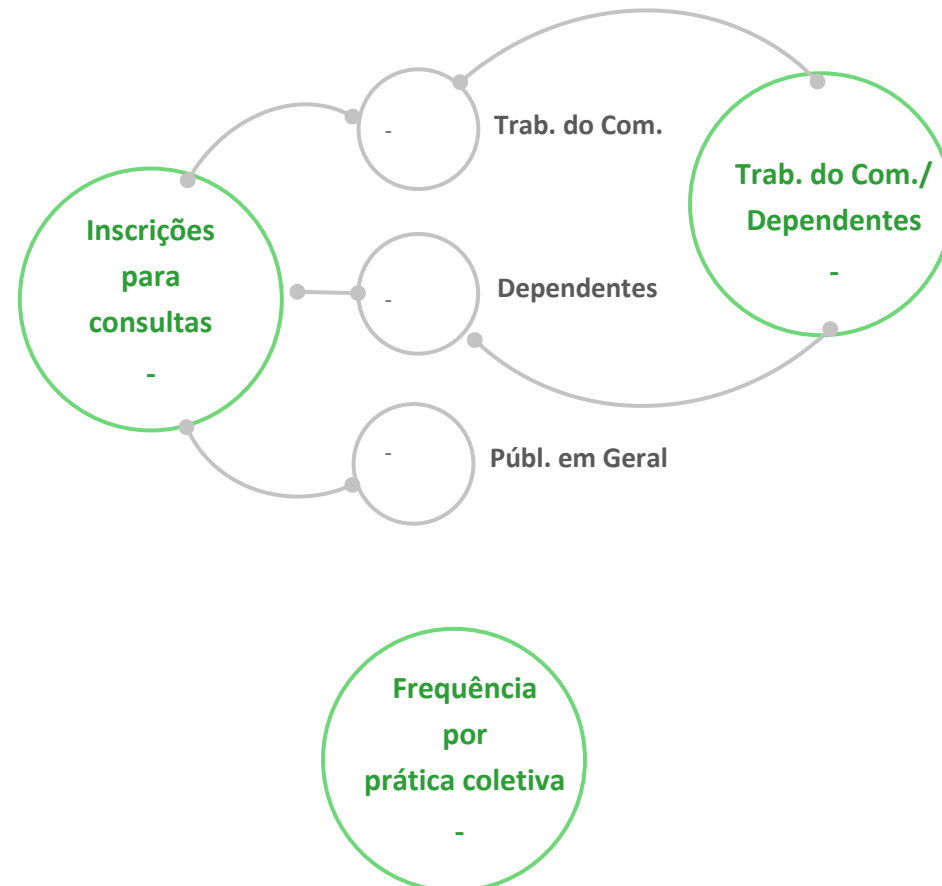 -
Trab. do Com.
Trab. do Com./
Dependentes
-
Inscrições
para
consultas
-
-
Dependentes
-
Públ. em Geral
Frequência
por
prática coletiva
-